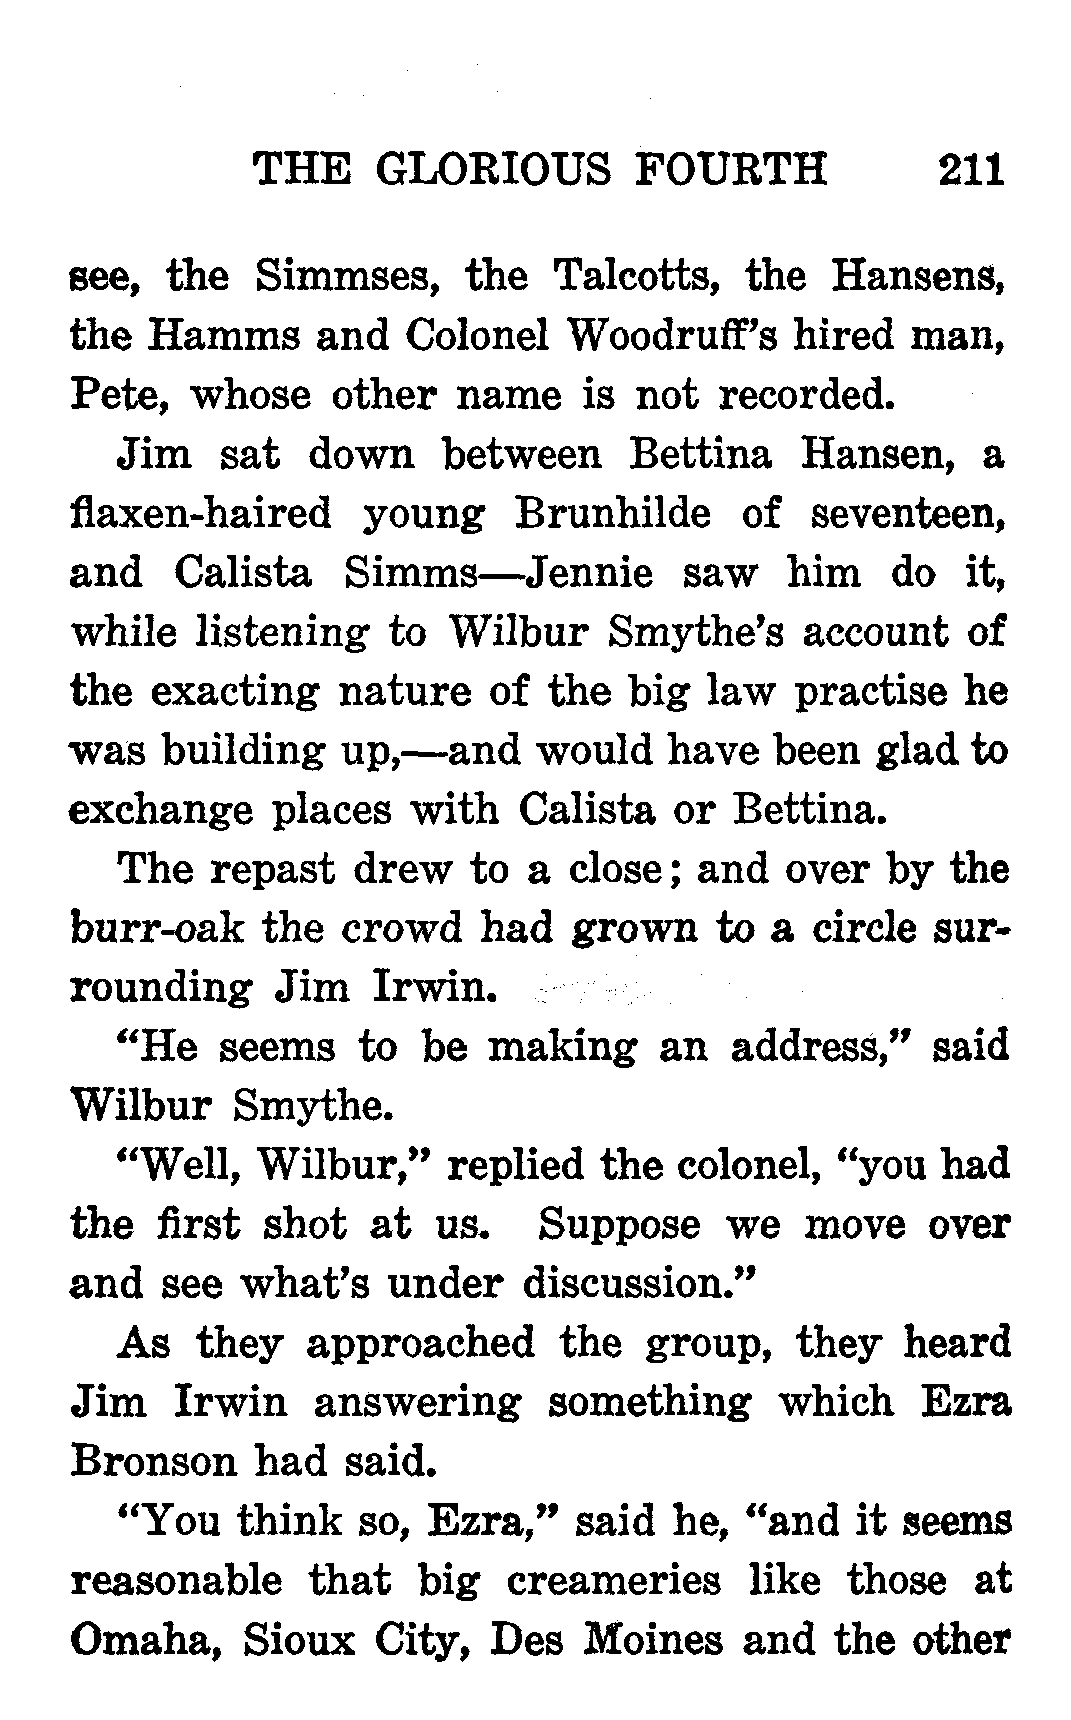 THE GLORIOUS FOURTH 211
see, the Simmses, the Talcotts, the Hansens,
the Hamms and Colonel Woodruff's hired man,
Pete, whose other name is not recorded.
Jim sat down between Bettina Hansen, a
flaxen-haired young Brunhilde of seventeen,
and Calista Simms—Jennie saw him do it,
while listening to Wilbur Smythe's account of
the exacting nature of the big law practise he
was building up,—and would have been glad to
exchange places with Calista or Bettina.
The repast drew to a close; and over by the
burr-oak the crowd had grown to a circle sur-
rounding Jim Irwin.
“He seems to be making an address,” said
Wilbur Smythe.
“Well, Wilbur,” replied the colonel, “you had
the first shot at us. Suppose we move over
and see what's under discussion.”
As they approached the group, they heard
Jim Irwin answering something which Ezra
Bronson had said.
“You think so, Ezra,” said he, “and it seems
reasonable that big creameries like those at
Omaha, Sioux City, Des Moines and the other